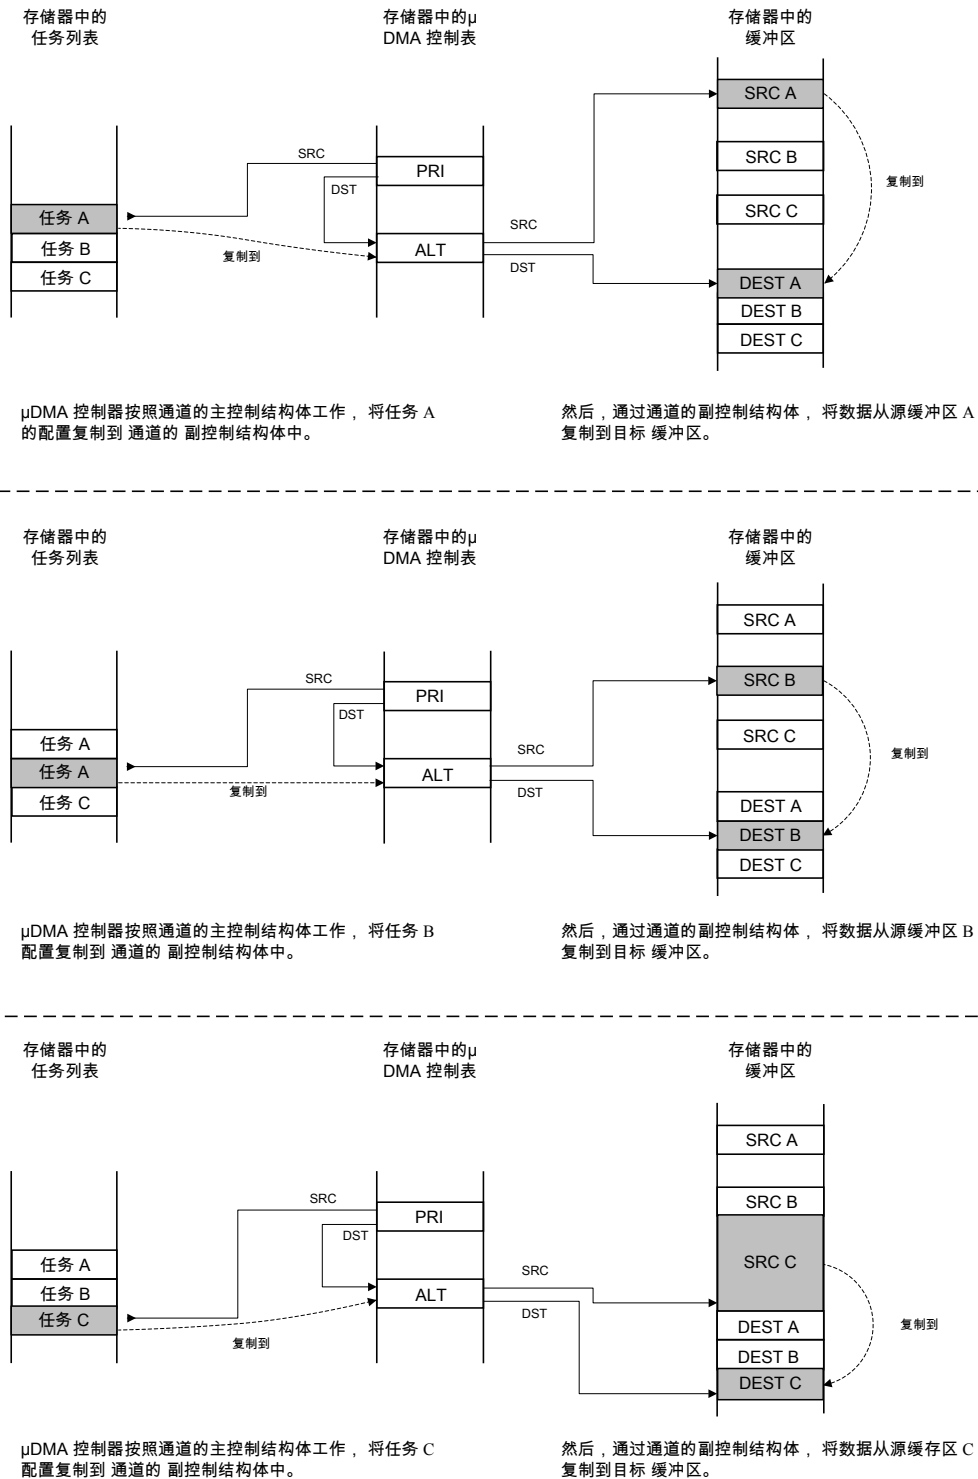 存储器中的
任务列表
存储器中的μ
DMA 控制表
存储器中的
缓冲区
SRC A
SRC B
SRC C
DEST A
DEST B
DEST C
复制到
SRC
PRI
DST
ALT
SRC
DST
任务 A
任务 B
任务 C
复制到
μDMA 控制器按照通道的主控制结构体工作 ， 将任务 A
的配置复制到 通道的 副控制结构体中。
然后 , 通过通道的副控制结构体 ， 将数据从源缓冲区 A
复制到目标 缓冲区。
存储器中的
任务列表
存储器中的μ
DMA 控制表
存储器中的
缓冲区
SRC A
SRC B
SRC C
DEST A
DEST B
DEST C
复制到
SRC
PRI
DST
ALT
SRC
DST
任务 A
任务 A
任务 C
复制到
μDMA 控制器按照通道的主控制结构体工作 ， 将任务 B
配置复制到 通道的 副控制结构体中。
然后 , 通过通道的副控制结构体 ， 将数据从源缓冲区 B
复制到目标 缓冲区。
存储器中的
任务列表
存储器中的μ
DMA 控制表
存储器中的
缓冲区
SRC A
SRC B
SRC C
DEST A
DEST B
DEST C
复制到
SRC
PRI
DST
ALT
SRC
DST
任务 A
任务 B
任务 C
复制到
μDMA 控制器按照通道的主控制结构体工作 ， 将任务 C
配置复制到 通道的 副控制结构体中。
然后 , 通过通道的副控制结构体 ， 将数据从源缓存区 C
复制到目标 缓冲区。